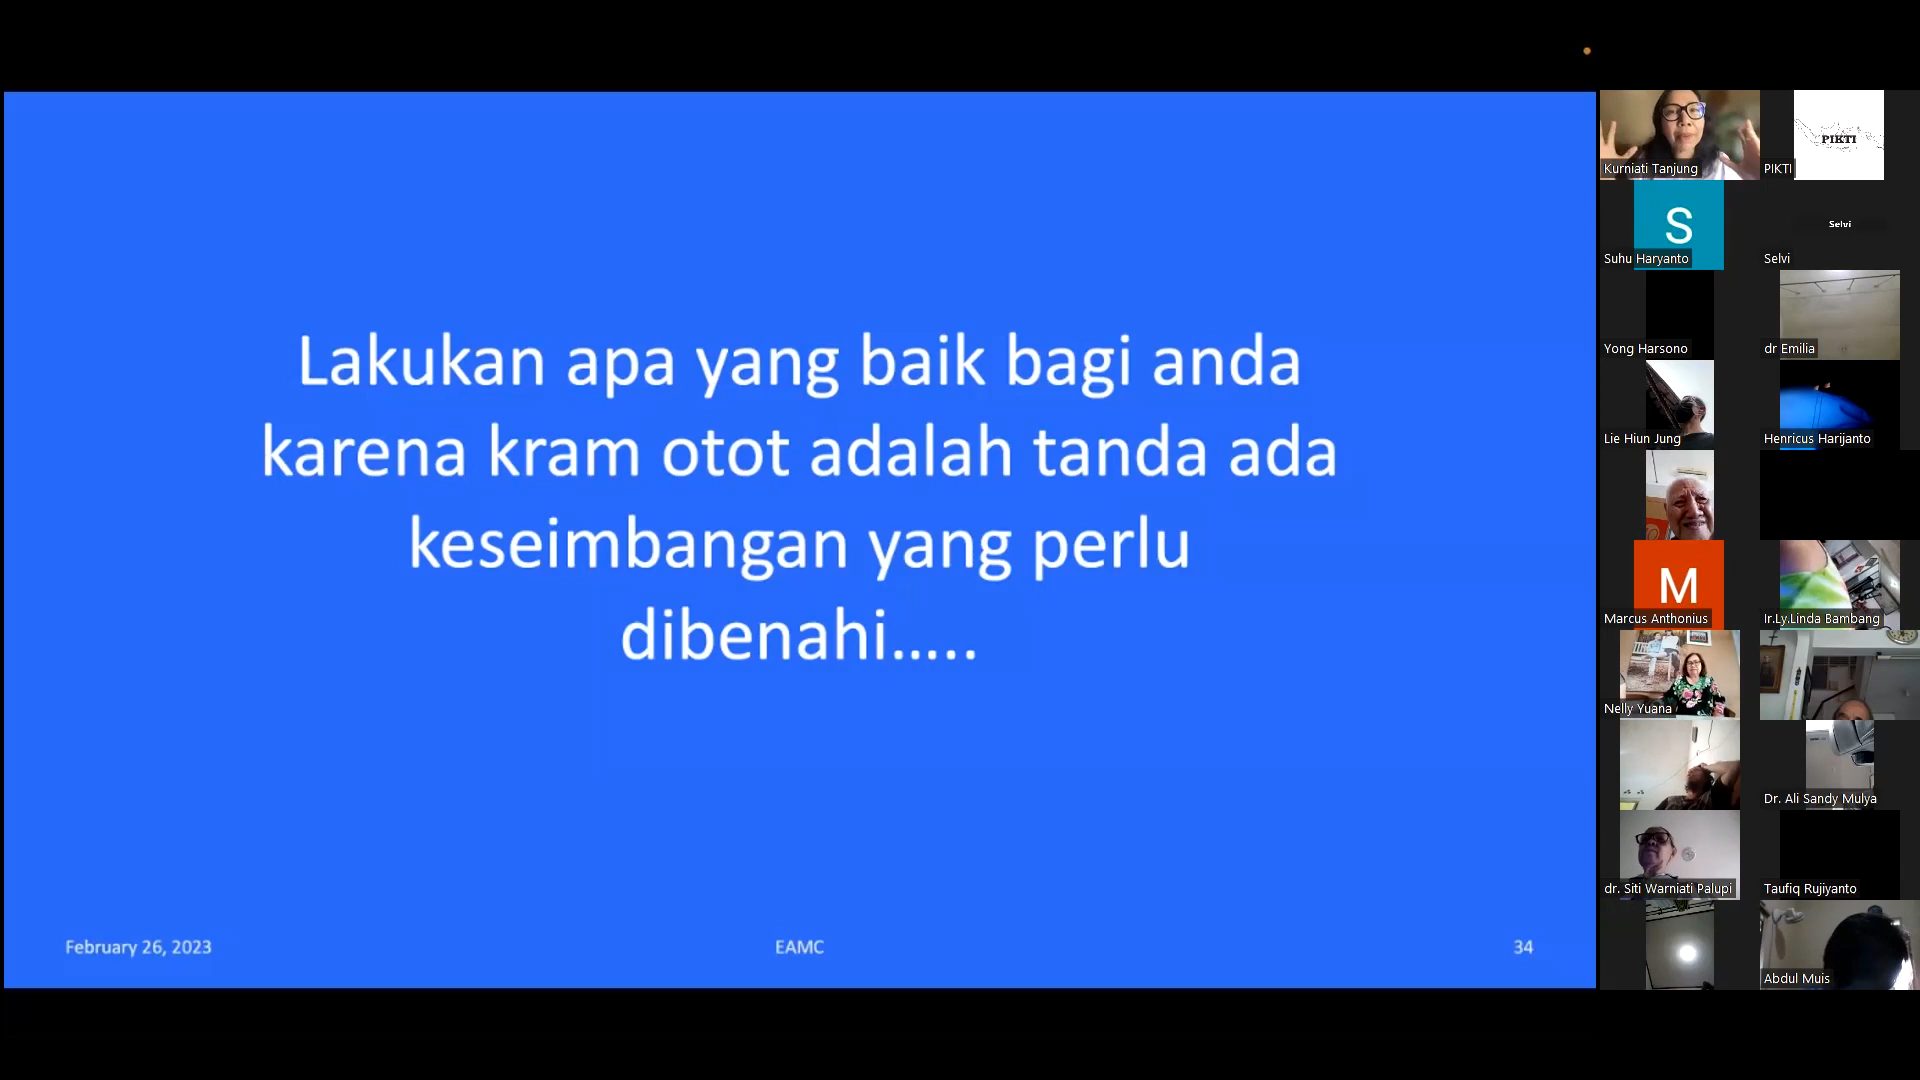 Lakukan apa yang baik bagi anda
karena kram otot adalah tanda ada
keseimbangan yang perlu
dibenahi.....
February 26, 2023
EAMC
34
Kurniati Tanjung
PIKTI
PIKTI
S
Suhu Haryanto
Selvi
Selvi
Yong Harsono
dr Emilia
Lie Hiun Jung
Henricus Harijanto
M
Marcus Anthonius
Ir.Ly.Linda Bambang
Nelly Yuana
Dr. Ali Sandy Mulya
dr. Siti Warniati Palupi
Taufiq Rujiyanto
Abdul Muis